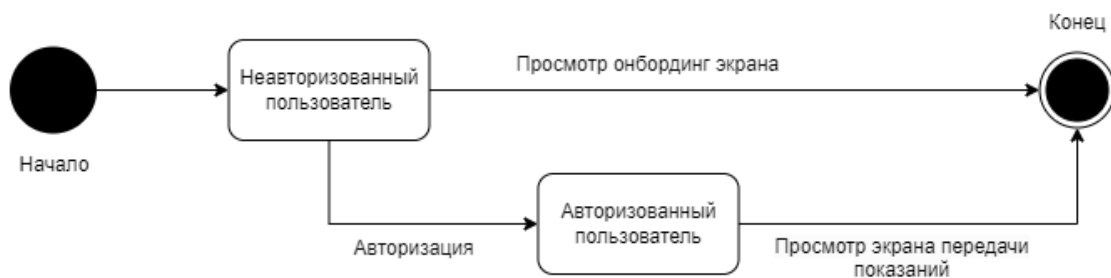 Конец
Неавторизованный
пользователь
Просмотр онбординг экрана
Начало
Авторизованный
пользователь
Авторизация
Просмотр экрана передачи
показаний